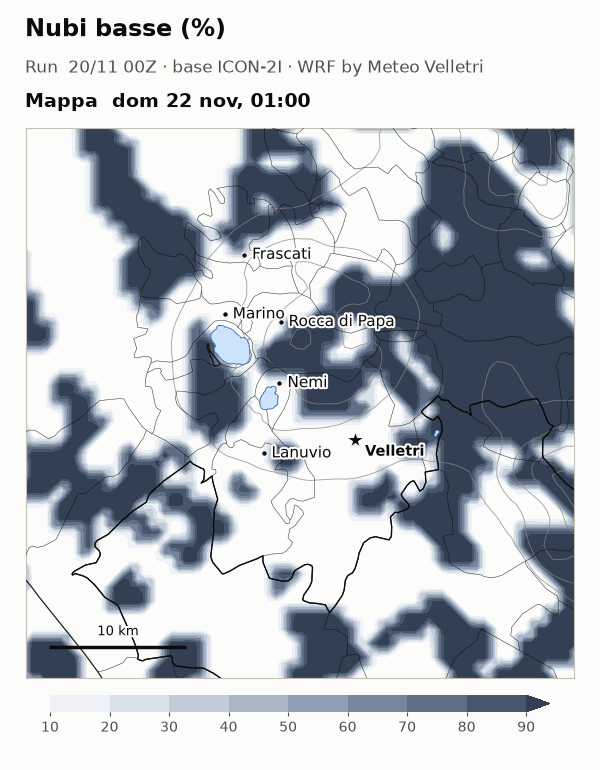 Nubi basse (%)
Run  20/11 00Z · base ICON-2I · WRF by Meteo Velletri
Mappa  dom 22 nov, 01:00
Frascati
Marino
Rocca di Papa
Nemi
Lanuvio
Velletri
10 km
10 20 30 40 50 60 70 80 90